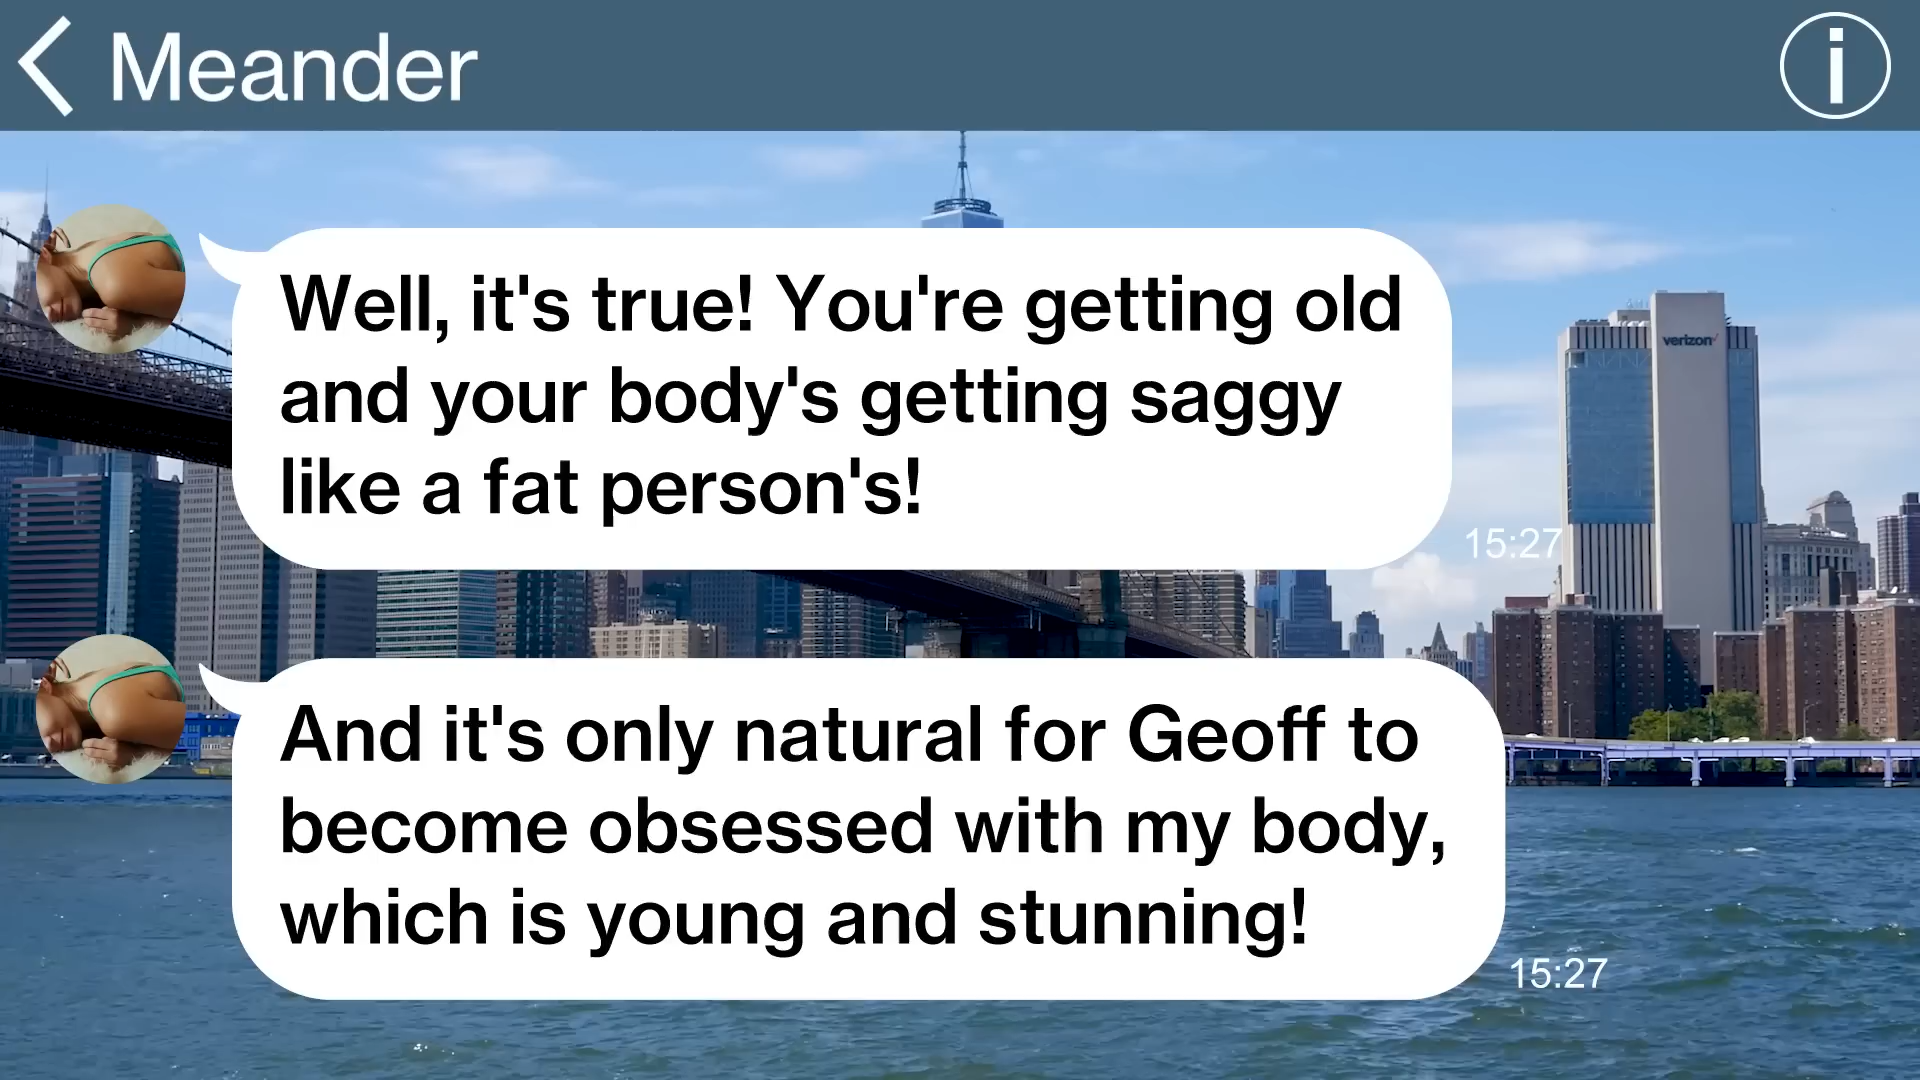 Meander
Well, it's true! You're getting old
and your body's getting saggy
like a fat person's!
15:27
verizon
And it's only natural for Geoff to
become obsessed with my body,
which is young and stunning!
15:27